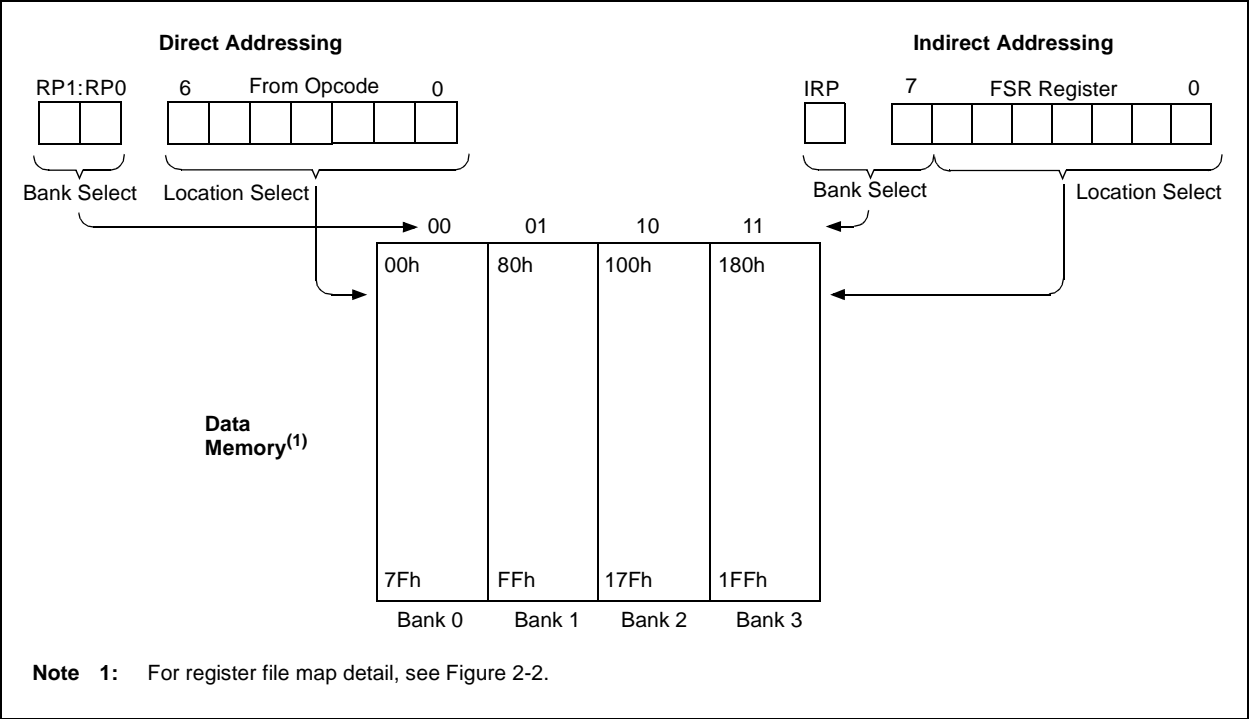 Direct Addressing
Indirect Addressing
RP1:RP0 6 From Opcode 0
IRP 7 FSR Register 0
Bank Select Location Select
Bank Select Location Select
00 01 10 11
00h 80h 100h 180h
Data
Memory(1)
7Fh FFh 17Fh 1FFh
Bank 0 Bank 1 Bank 2 Bank 3
Note 1: For register file map detail, see Figure 2-2.